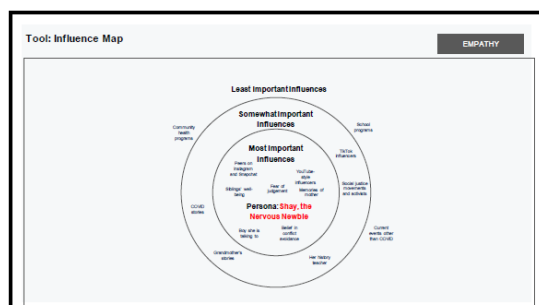 Tool: Influence Map
EMPATHY
Least Important Influences
Somewhat Important
Influences
Most Important
Influences
Community
health
programs
School
programs
TikTok
influencers
Peers on
Instagram
and Snapchat
YouTube-
style
influencers
Siblings' well-
being
Fear of
judgement
Memories of
mother
Social justice
movements
and activists
COVID
stories
Persona: Shay, the
Nervous Newbie
Boy she is
talking to
Belief in
conflict
avoidance
Current
events other
than COVID
Grandmother's
stories
Her history
teacher